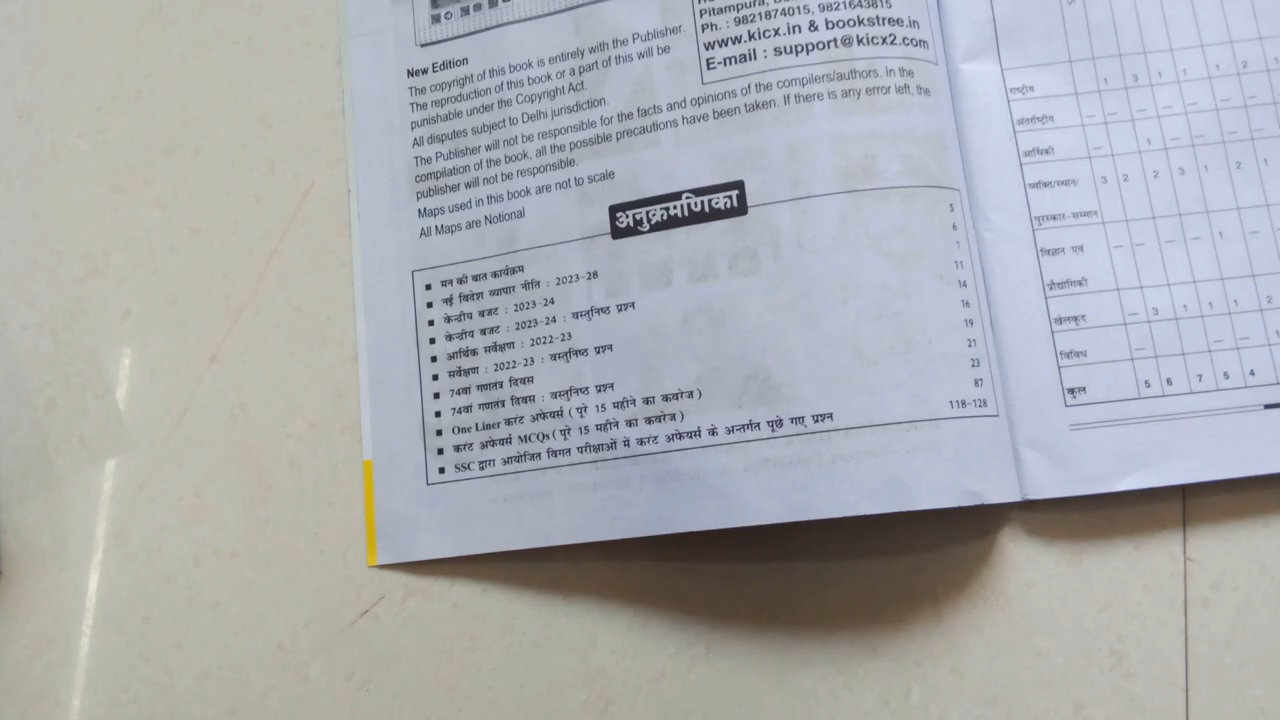 Pitampura,
Ph. : 9821874015, 9821643815
www.kicx.in & bookstree.in
E-mail : support@kicx2.com
New Edition
The copyright of this book is entirely with the Publisher.
The reproduction of this book or a part of this will be
punishable under the Copyright Act.
All disputes subject to Delhi jurisdiction.
The Publisher will not be responsible for the facts and opinions of the compilers/authors. In the
compilation of the book, all the possible precautions have been taken. If there is any error left, the
publisher will not be responsible.
Maps used in this book are not to scale
All Maps are Notional
अनुक्रमणिका
■ मन की बात कार्यक्रम 5
■ नई विदेश व्यापार नीति : 2023-28 6
■ केन्द्रीय बजट : 2023-24 7
■ केन्द्रीय बजट : 2023-24 : वस्तुनिष्ठ प्रश्न 11
■ आर्थिक सर्वेक्षण : 2022-23 14
■ सर्वेक्षण : 2022-23 : वस्तुनिष्ठ प्रश्न 16
■ 74वां गणतंत्र दिवस 19
■ 74वां गणतंत्र दिवस : वस्तुनिष्ठ प्रश्न 21
■ One Liner करंट अफेयर्स ( पूरे 15 महीने का कवरेज ) 23
■ करंट अफेयर्स MCQs ( पूरे 15 महीने का कवरेज ) 87
■ SSC द्वारा आयोजित विगत परीक्षाओं में करंट अफेयर्स के अन्तर्गत पूछे गए प्रश्न 118-128
राष्ट्रीय 1 3 1 1 1 2 1
अंतर्राष्ट्रीय — — — — — — —
आर्थिकी — 1 — — — —
व्यक्ति/स्थान/ 3 2 2 3 1 2 1
पुरस्कार-सम्मान
विज्ञान एवं — — — — 1 — —
प्रौद्योगिकी
खेलकूद — 3 1 1 1 2
विविध — — — 1
कुल 5 6 7 5 4